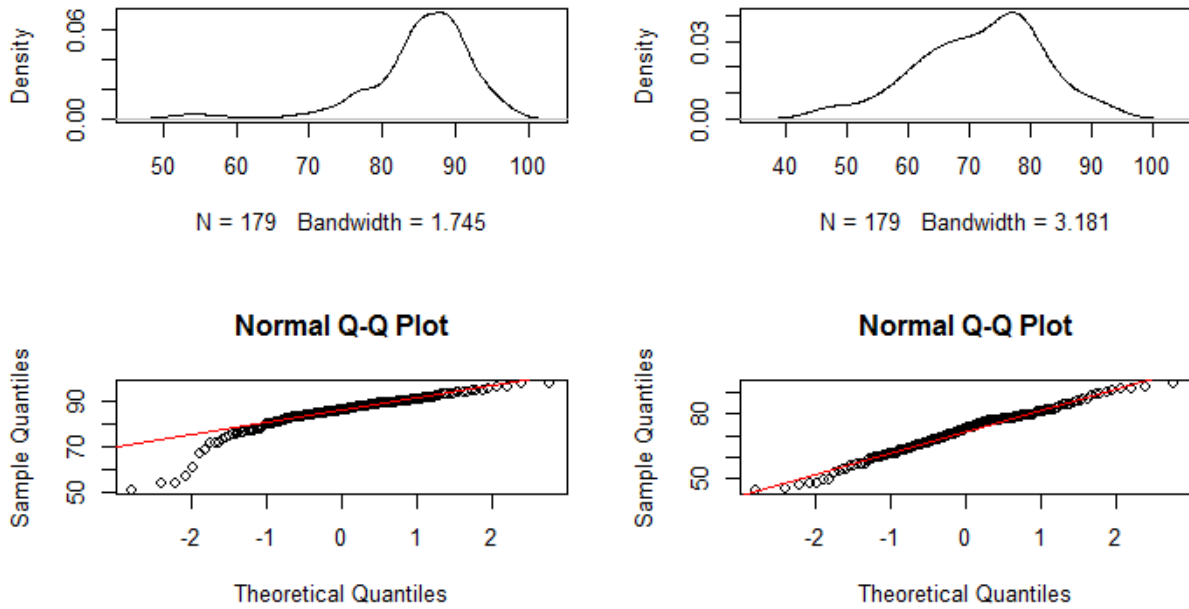 Density
0.00 0.06
50 60 70 80 90 100
N = 179 Bandwidth = 1.745
Density
0.00 0.03
40 50 60 70 80 90 100
N = 179 Bandwidth = 3.181
Normal Q-Q Plot
Sample Quantiles
50 70 90
-2 -1 0 1 2
Theoretical Quantiles
Normal Q-Q Plot
Sample Quantiles
50 80
-2 -1 0 1 2
Theoretical Quantiles